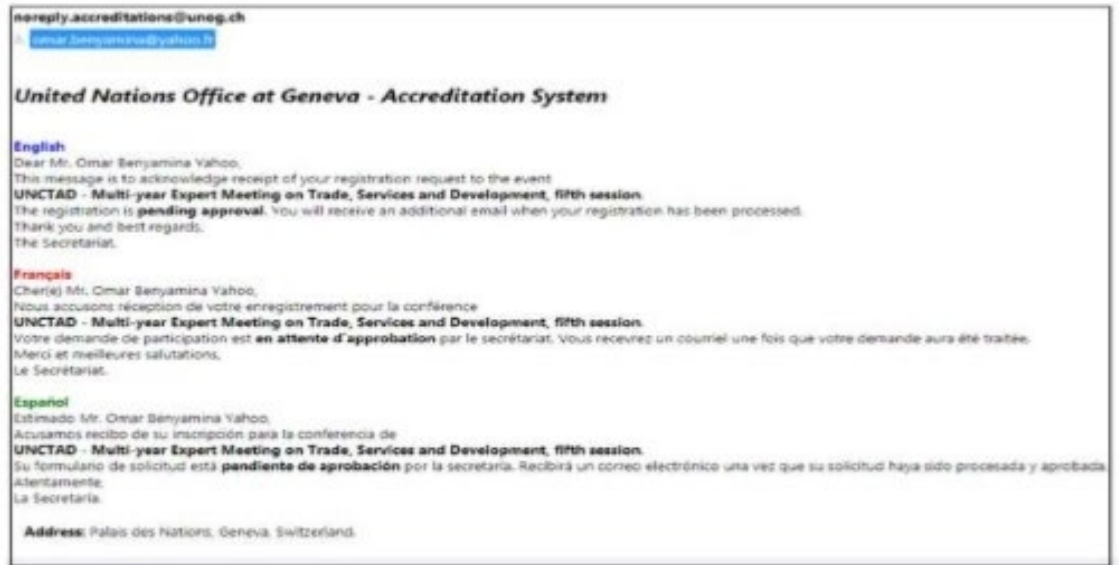 noreply.accreditations@unog.ch
À: omar.benyamina@yahoo.fr
United Nations Office at Geneva - Accreditation System
English
Dear Mr. Omar Benyamina Yahoo,
This message is to acknowledge receipt of your registration request to the event
UNCTAD - Multi-year Expert Meeting on Trade, Services and Development, fifth session.
The registration is pending approval. You will receive an additional email when your registration has been processed.
Thank you and best regards,
The Secretariat.
Français
Cher(e) Mr. Omar Benyamina Yahoo,
Nous accusons réception de votre enregistrement pour la conférence
UNCTAD - Multi-year Expert Meeting on Trade, Services and Development, fifth session.
Votre demande de participation est en attente d'approbation par le secrétariat. Vous recevrez un courriel une fois que votre demande aura été traitée.
Merci et meilleures salutations,
Le Secrétariat.
Español
Estimado Mr. Omar Benyamina Yahoo,
Acusamos recibo de su inscripción para la conferencia de
UNCTAD - Multi-year Expert Meeting on Trade, Services and Development, fifth session.
Su formulario de solicitud está pendiente de aprobación por la secretaría. Recibirá un correo electrónico una vez que su solicitud haya sido procesada y aprobada.
Atentamente,
La Secretaría.
Address: Palais des Nations, Geneva, Switzerland.